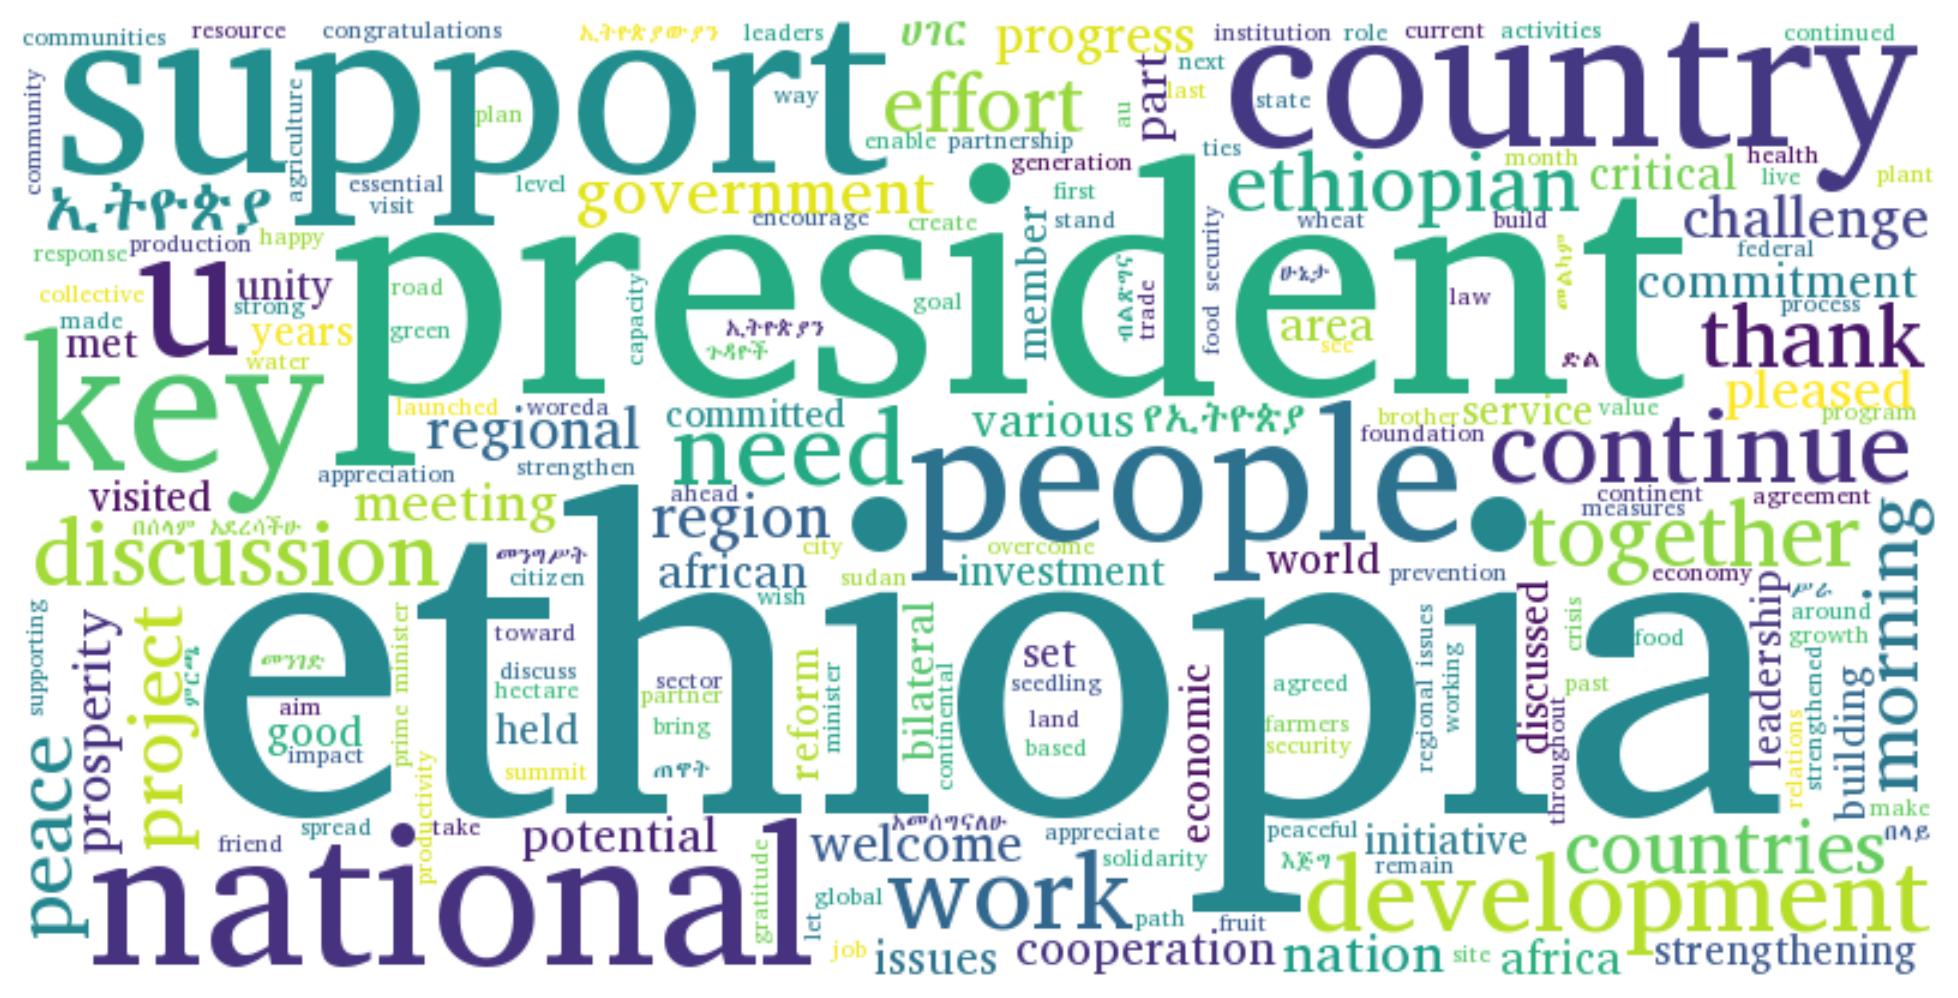 communities resource congratulations ኢትዮጵያውያን leaders ሀገር progress institution role current activities continued
support effort part next country
community agriculture plan way au last state
enable partnership ties
generation month health
ኢትዮጵያ essential level government first ethiopian critical live plant
visit encourage create member stand food security wheat build challenge
response production happy president federal
u unity capacity goal ብልጽግና trade ሁኔታ law መልካም commitment
collective strong road process
made met years green ኢትዮጵያን area thank
key water ጉዳዮች see ድል pleased
launched woreda committed various የኢትዮጵያ brother service value program
regional need people foundation continue
appreciation strengthen
visited meeting ahead region continent agreement
discussion በሰላም አደረሳችሁ measures together morning
መንግሥት city overcome world
citizen african sudan investment prevention economy
ethiopia wish leadership ሥራ
supporting prosperity project prime minister toward reform bilateral set regional issues discussed crisis food around
growth
ምርጫ መንገድ discuss sector minister continental seedling economic working agreed past strengthened
hectare partner
peace aim good held bring land farmers throughout relations building
impact based security
productivity summit ጠዋት
friend spread take potential welcome አመሰግናለሁ appreciate peaceful initiative countries make
በላይ
national gratitude let solidarity እጅግ remain
global work path fruit development
job issues cooperation nation site africa strengthening